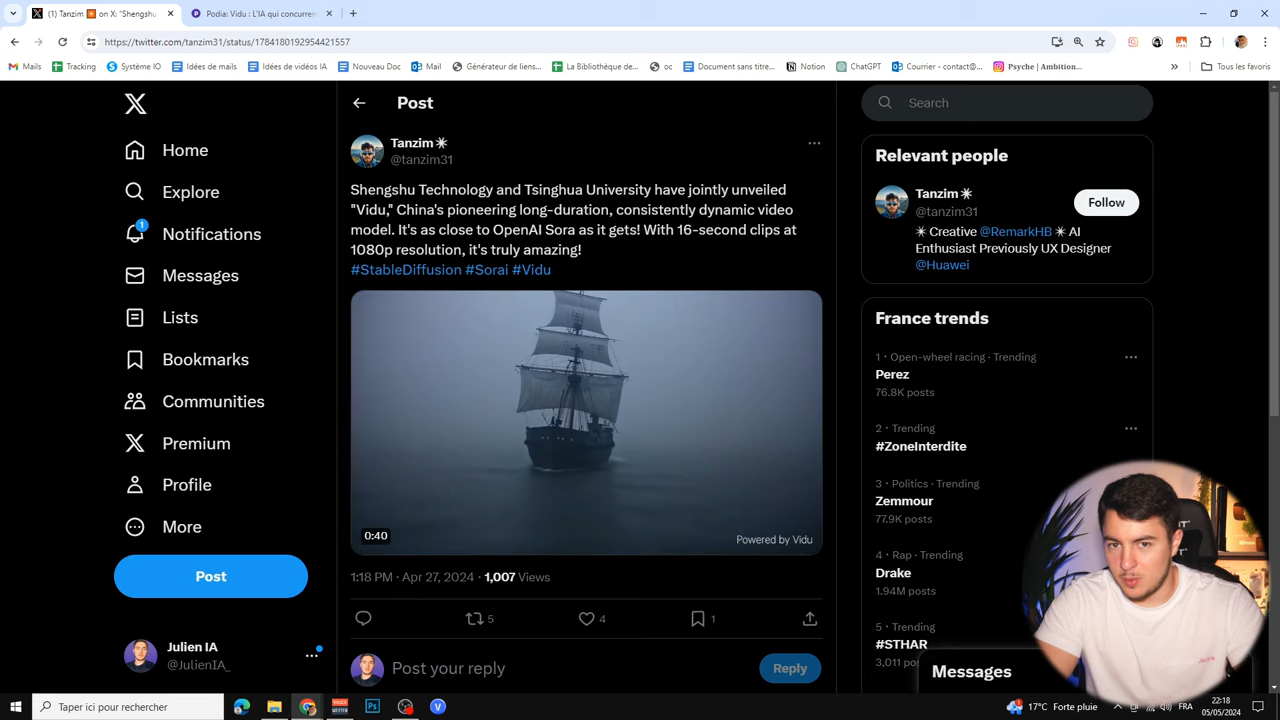 (1) Tanzim
on X: "Shengshu
Podia: Vidu : L'IA qui concurrenc
https://twitter.com/tanzim31/status/1784180192954421557
Mails
Tracking
Système IO
Idées de mails
Idées de vidéos IA
Nouveau Doc
Mail
Générateur de liens...
La Bibliothèque de...
oc
Document sans titre...
Notion
ChatGPT
Courrier - contact@...
Psyche | Ambition...
Tous les favoris
Home
Explore
1
Notifications
Messages
Lists
Bookmarks
Communities
Premium
Profile
More
Post
Julien IA
@JulienIA_
Post
Tanzim
@tanzim31
Shengshu Technology and Tsinghua University have jointly unveiled
"Vidu," China's pioneering long-duration, consistently dynamic video
model. It's as close to OpenAI Sora as it gets! With 16-second clips at
1080p resolution, it's truly amazing!
#StableDiffusion #Sorai #Vidu
0:40
Powered by Vidu
1:18 PM · Apr 27, 2024 · 1,007 Views
5
4
1
Post your reply
Reply
Search
Relevant people
Tanzim
@tanzim31
Follow
Creative @RemarkHB ✴ AI
Enthusiast Previously UX Designer
@Huawei
France trends
1 · Open-wheel racing · Trending
Perez
76.8K posts
2 · Trending
#ZoneInterdite
3 · Politics · Trending
Zemmour
77.9K posts
4 · Rap · Trending
Drake
1.94M posts
5 · Trending
#STHAR
3,011
Messages
Taper ici pour rechercher
17°C Forte pluie
FRA
22:18
05/05/2024